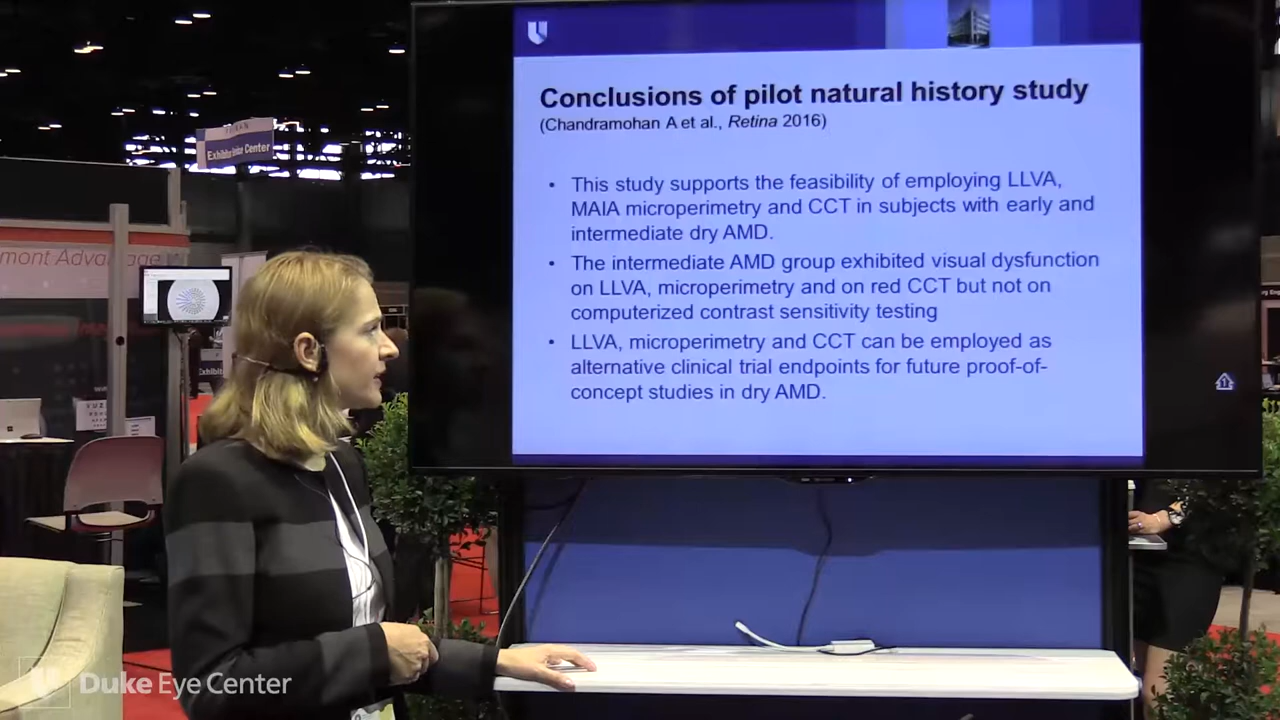 Conclusions of pilot natural history study
(Chandramohan A et al., Retina 2016)
• This study supports the feasibility of employing LLVA,
MAIA microperimetry and CCT in subjects with early and
intermediate dry AMD.
• The intermediate AMD group exhibited visual dysfunction
on LLVA, microperimetry and on red CCT but not on
computerized contrast sensitivity testing
• LLVA, microperimetry and CCT can be employed as
alternative clinical trial endpoints for future proof-of-
concept studies in dry AMD.
Exhibitor Service Center
mont Advantage
Duke Eye Center